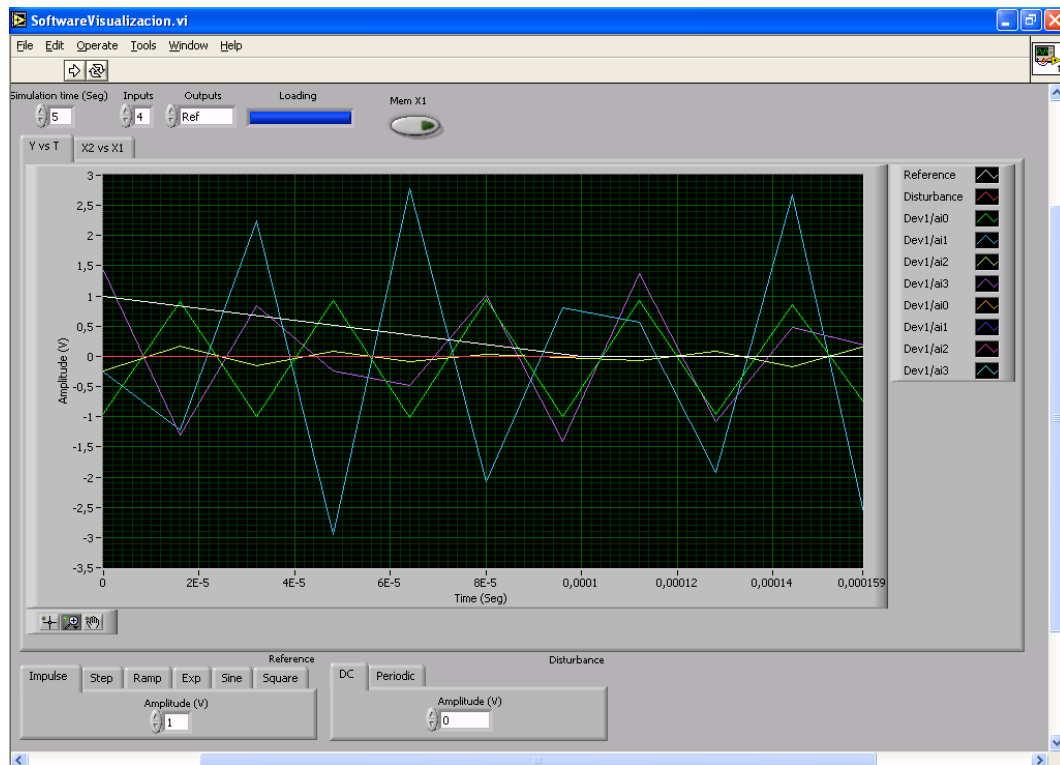 SoftwareVisualizacion.vi
File Edit Operate Tools Window Help
Simulation time (Seg) Inputs Outputs Loading Mem X1
5 4 Ref
Y vs T X2 vs X1
3
2,5
2
1,5
1
0,5
0
-0,5
-1
-1,5
-2
-2,5
-3
-3,5
Amplitude (V)
0 2E-5 4E-5 6E-5 8E-5 0,0001 0,00012 0,00014 0,000159
Time (Seg)
Reference
Disturbance
Dev1/ai0
Dev1/ai1
Dev1/ai2
Dev1/ai3
Dev1/ai0
Dev1/ai1
Dev1/ai2
Dev1/ai3
Reference
Impulse Step Ramp Exp Sine Square
Amplitude (V)
1
Disturbance
DC Periodic
Amplitude (V)
0